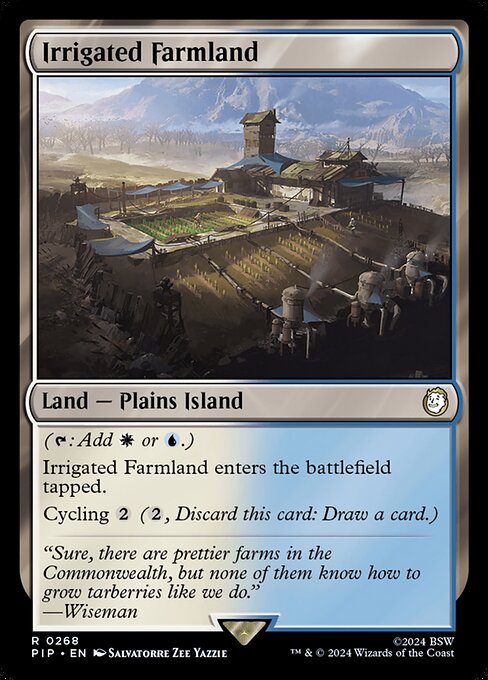 Irrigated Farmland
Land — Plains Island
(T: Add W or U.)
Irrigated Farmland enters the battlefield
tapped.
Cycling 2 (2, Discard this card: Draw a card.)
“Sure, there are prettier farms in the
Commonwealth, but none of them know how to
grow tarberries like we do.”
—Wiseman
R 0268
PIP • EN Salvatorre Zee Yazzie
©2024 BSW
™ & © 2024 Wizards of the Coast